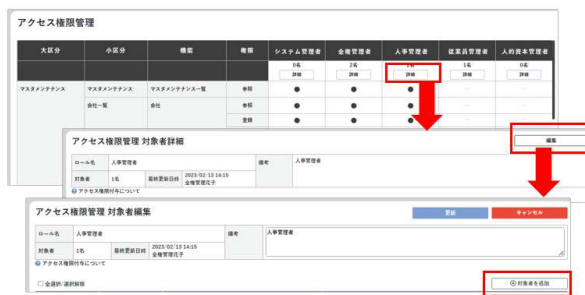 アクセス権限管理
大区分 小区分 機能 権限 システム管理者 全権管理者 人事管理者 従業員管理者 人的資本管理者
0名 2名 1名 1名 0名
詳細 詳細 詳細 詳細 詳細
マスタメンテナンス マスタメンテナンス マスタメンテナンス一覧 参照
会社一覧 会社 参照
登録
アクセス権限管理 対象者詳細
編集
ロール名 人事管理者 備考 人事管理者
対象者 1名 最終更新日時 2023/02/13 14:15
全権管理花子
アクセス権限付与について
アクセス権限管理 対象者編集
更新 キャンセル
ロール名 人事管理者 備考 人事管理者
対象者 1名 最終更新日時 2023/02/13 14:15
全権管理花子
アクセス権限付与について
全選択/選択解除
対象者を追加